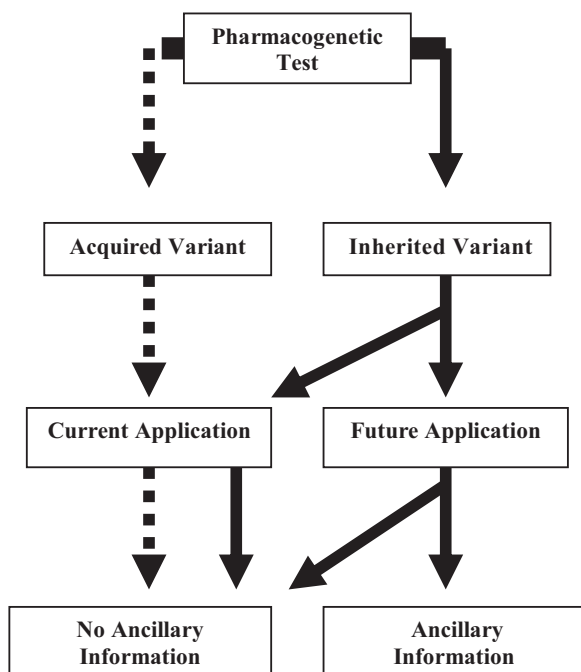 Pharmacogenetic
Test
Acquired Variant
Inherited Variant
Current Application
Future Application
No Ancillary
Information
Ancillary
Information